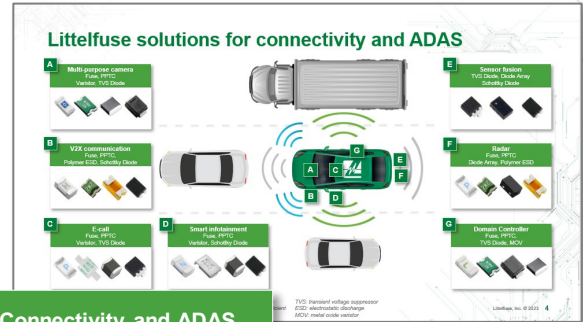 Littelfuse solutions for connectivity and ADAS
A
Multi-purpose camera
Fuse, PPTC
Varistor, TVS Diode
B
V2X communication
Fuse, PPTC,
Polymer ESD, Schottky Diode
C
E-call
Fuse, PPTC
Varistor, TVS Diode
D
Smart infotainment
Fuse, PPTC
Varistor, Schottky Diode
E
Sensor fusion
TVS Diode, Diode Array
Schottky Diode
F
Radar
Fuse, PPTC
Diode Array, Polymer ESD
G
Domain Controller
Fuse, PPTC,
TVS Diode, MOV
G
A
C
E
F
B
D
TVS: transient voltage suppressor
ESD: electrostatic discharge
MOV: metal oxide varistor
Littelfuse, Inc. © 2023
4
Connectivity and ADAS